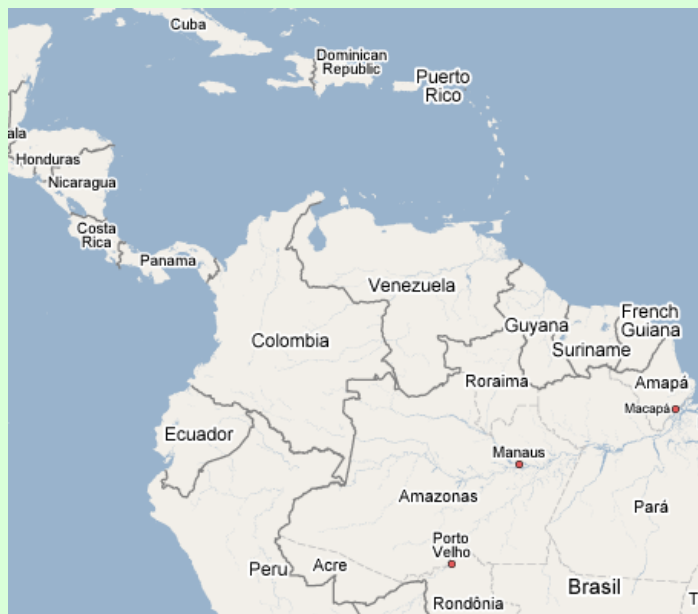 Cuba
Dominican
Republic
Puerto
Rico
ala
Honduras
Nicaragua
Costa
Rica
Panama
Venezuela
Colombia
Guyana
Suriname
French
Guiana
Roraima
Amapá
Macapá
Ecuador
Manaus
Amazonas
Pará
Porto
Velho
Peru
Acre
Brasil
Rondônia
T